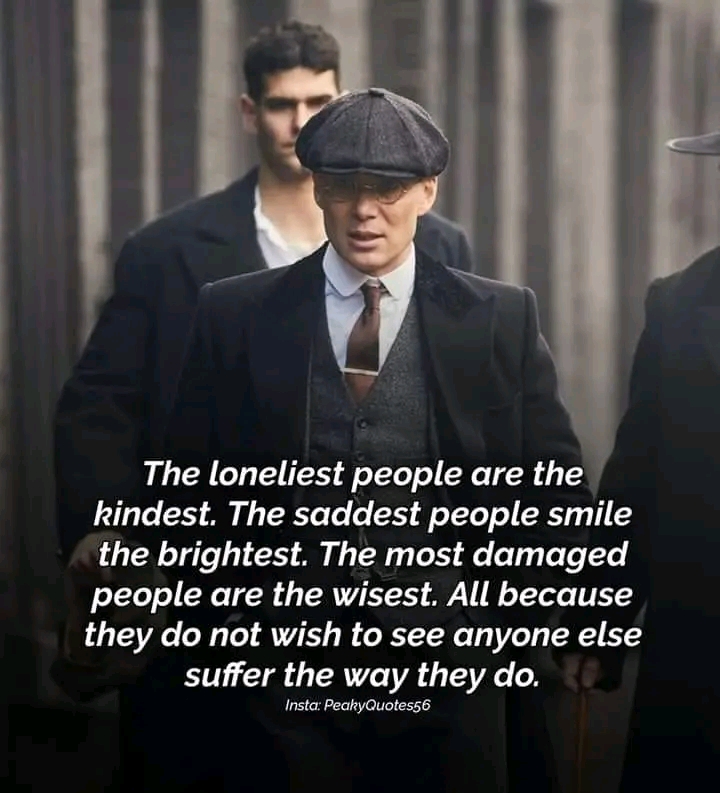 The loneliest people are the
kindest. The saddest people smile
the brightest. The most damaged
people are the wisest. All because
they do not wish to see anyone else
suffer the way they do.
Insta: PeakyQuotes56